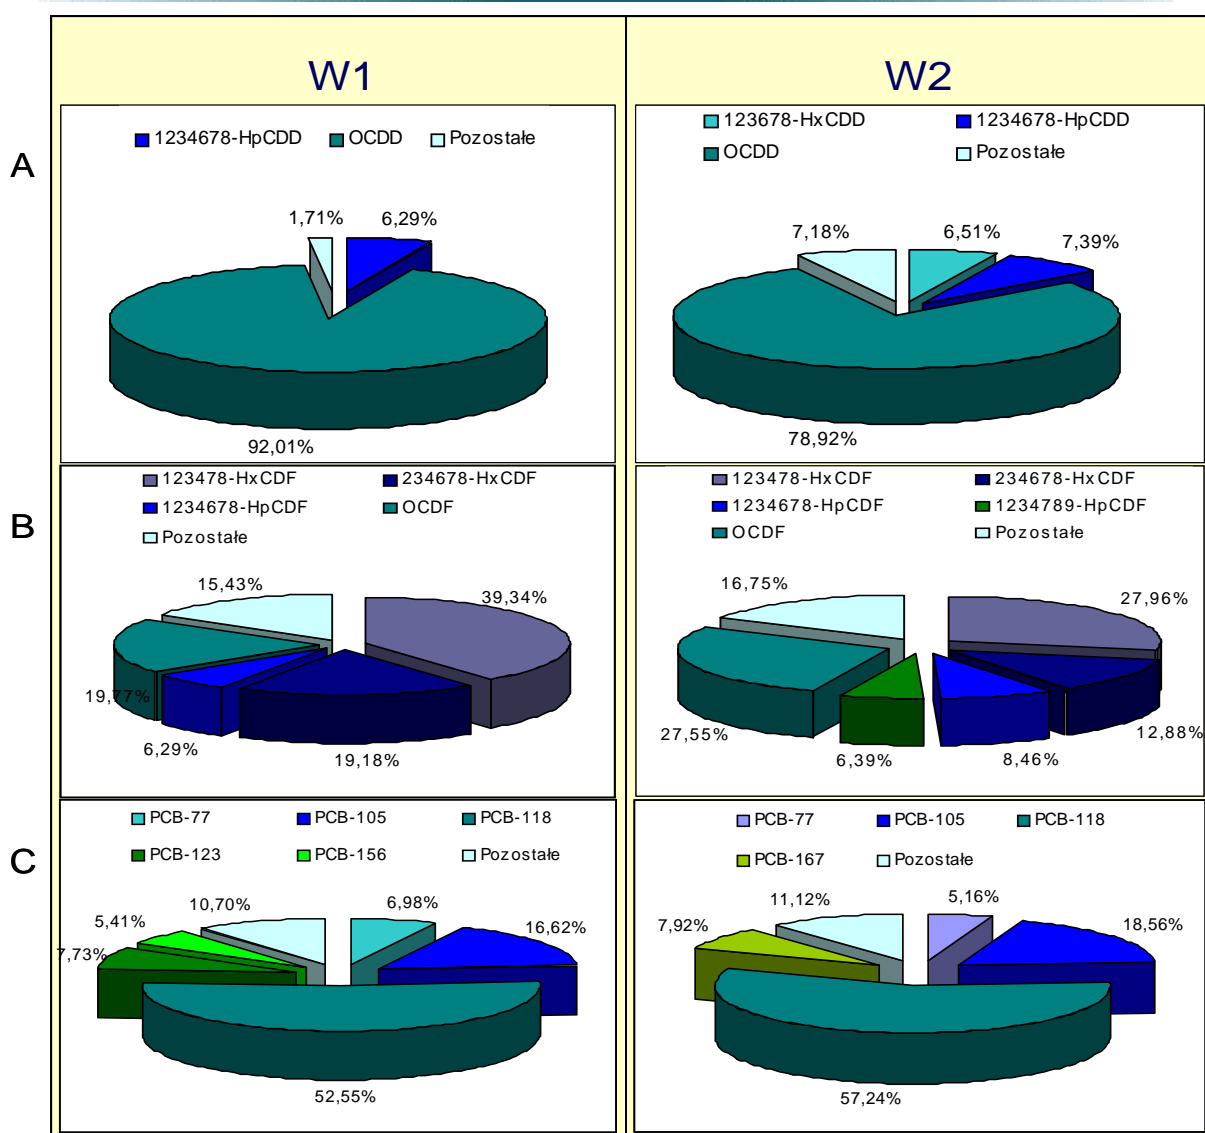 W1
W2
A
1234678-HpCDD OCDD Pozostałe
1,71% 6,29%
92,01%
123678-HxCDD 1234678-HpCDD
OCDD Pozostałe
7,18% 6,51% 7,39%
78,92%
B
123478-HxCDF 234678-HxCDF
1234678-HpCDF OCDF
Pozostałe
15,43% 39,34%
19,77%
6,29% 19,18%
123478-HxCDF 234678-HxCDF
1234678-HpCDF 1234789-HpCDF
OCDF Pozostałe
16,75% 27,96%
27,55% 12,88%
6,39% 8,46%
C
PCB-77 PCB-105 PCB-118
PCB-123 PCB-156 Pozostałe
5,41% 10,70% 6,98% 16,62%
7,73%
52,55%
PCB-77 PCB-105 PCB-118
PCB-167 Pozostałe
7,92% 11,12% 5,16% 18,56%
57,24%